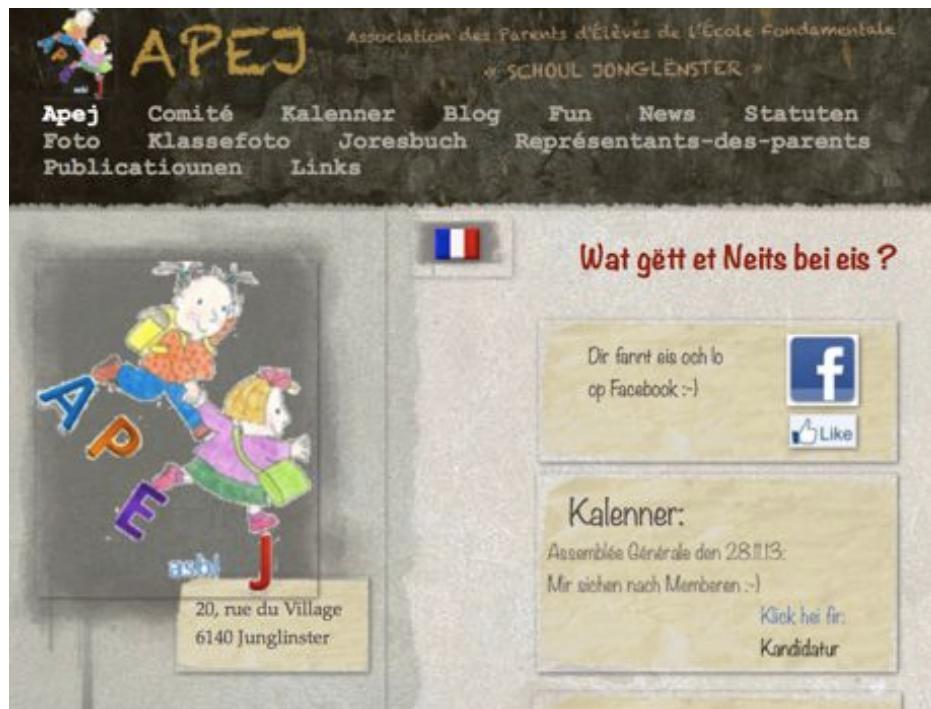 APEJ
Association des Parents d'Élèves de l'École Fondamentale
« SCHOUL JONGLËNSTER »
Apej Comité Kalenner Blog Fun News Statuten
Foto Klassefoto Joresbuch Représentants-des-parents
Publicatiounen Links
Wat gëtt et Neits bei eis ?
Dir fannt eis och lo
op Facebook :-)
f
Like
A
P
E
J
asbl
20, rue du Village
6140 Junglinster
Kalenner:
Assemblée Générale den 28.11.13:
Mir sichen nach Memberen :-)
Klick hei fir:
Kandidatur